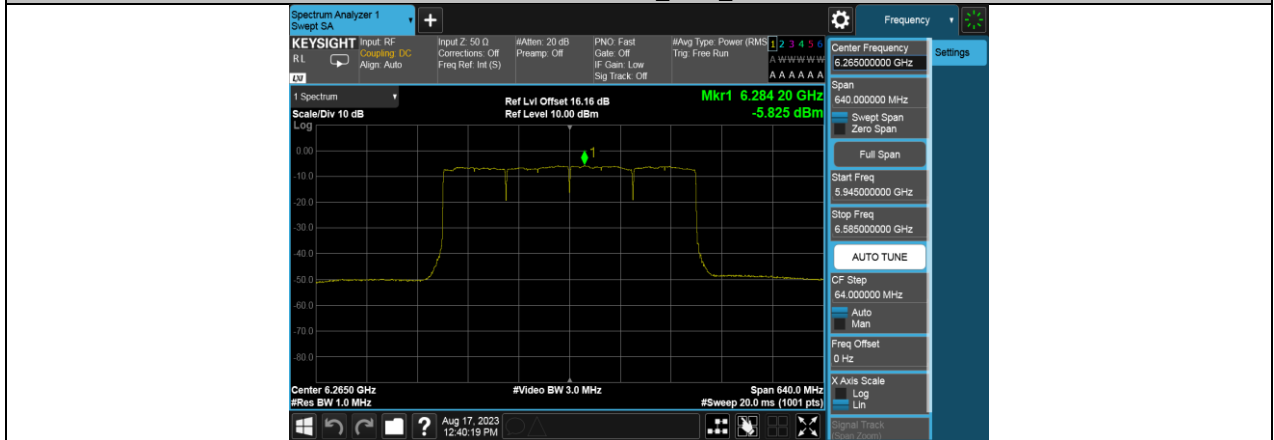 Spectrum Analyzer 1
Swept SA
Frequency
KEYSIGHT
RL
LXI
Input: RF
Coupling: DC
Align: Auto
Input Z: 50 Ω
Corrections: Off
Freq Ref: Int (S)
#Atten: 20 dB
Preamp: Off
PNO: Fast
Gate: Off
IF Gain: Low
Sig Track: Off
#Avg Type: Power (RMS
Trig: Free Run
1 2 3 4 5 6
A W W W W W
A A A A A A
Center Frequency
6.265000000 GHz
Settings
1 Spectrum
Scale/Div 10 dB
Ref Lvl Offset 16.16 dB
Ref Level 10.00 dBm
Mkr1 6.284 20 GHz
-5.825 dBm
Log
0.00
-10.0
-20.0
-30.0
-40.0
-50.0
-60.0
-70.0
-80.0
1
Center 6.2650 GHz
#Res BW 1.0 MHz
#Video BW 3.0 MHz
Span 640.0 MHz
#Sweep 20.0 ms (1001 pts)
Span
640.000000 MHz
Swept Span
Zero Span
Full Span
Start Freq
5.945000000 GHz
Stop Freq
6.585000000 GHz
AUTO TUNE
CF Step
64.000000 MHz
Auto
Man
Freq Offset
0 Hz
X Axis Scale
Log
Lin
Signal Track
(Span Zoom)
?
Aug 17, 2023
12:40:19 PM